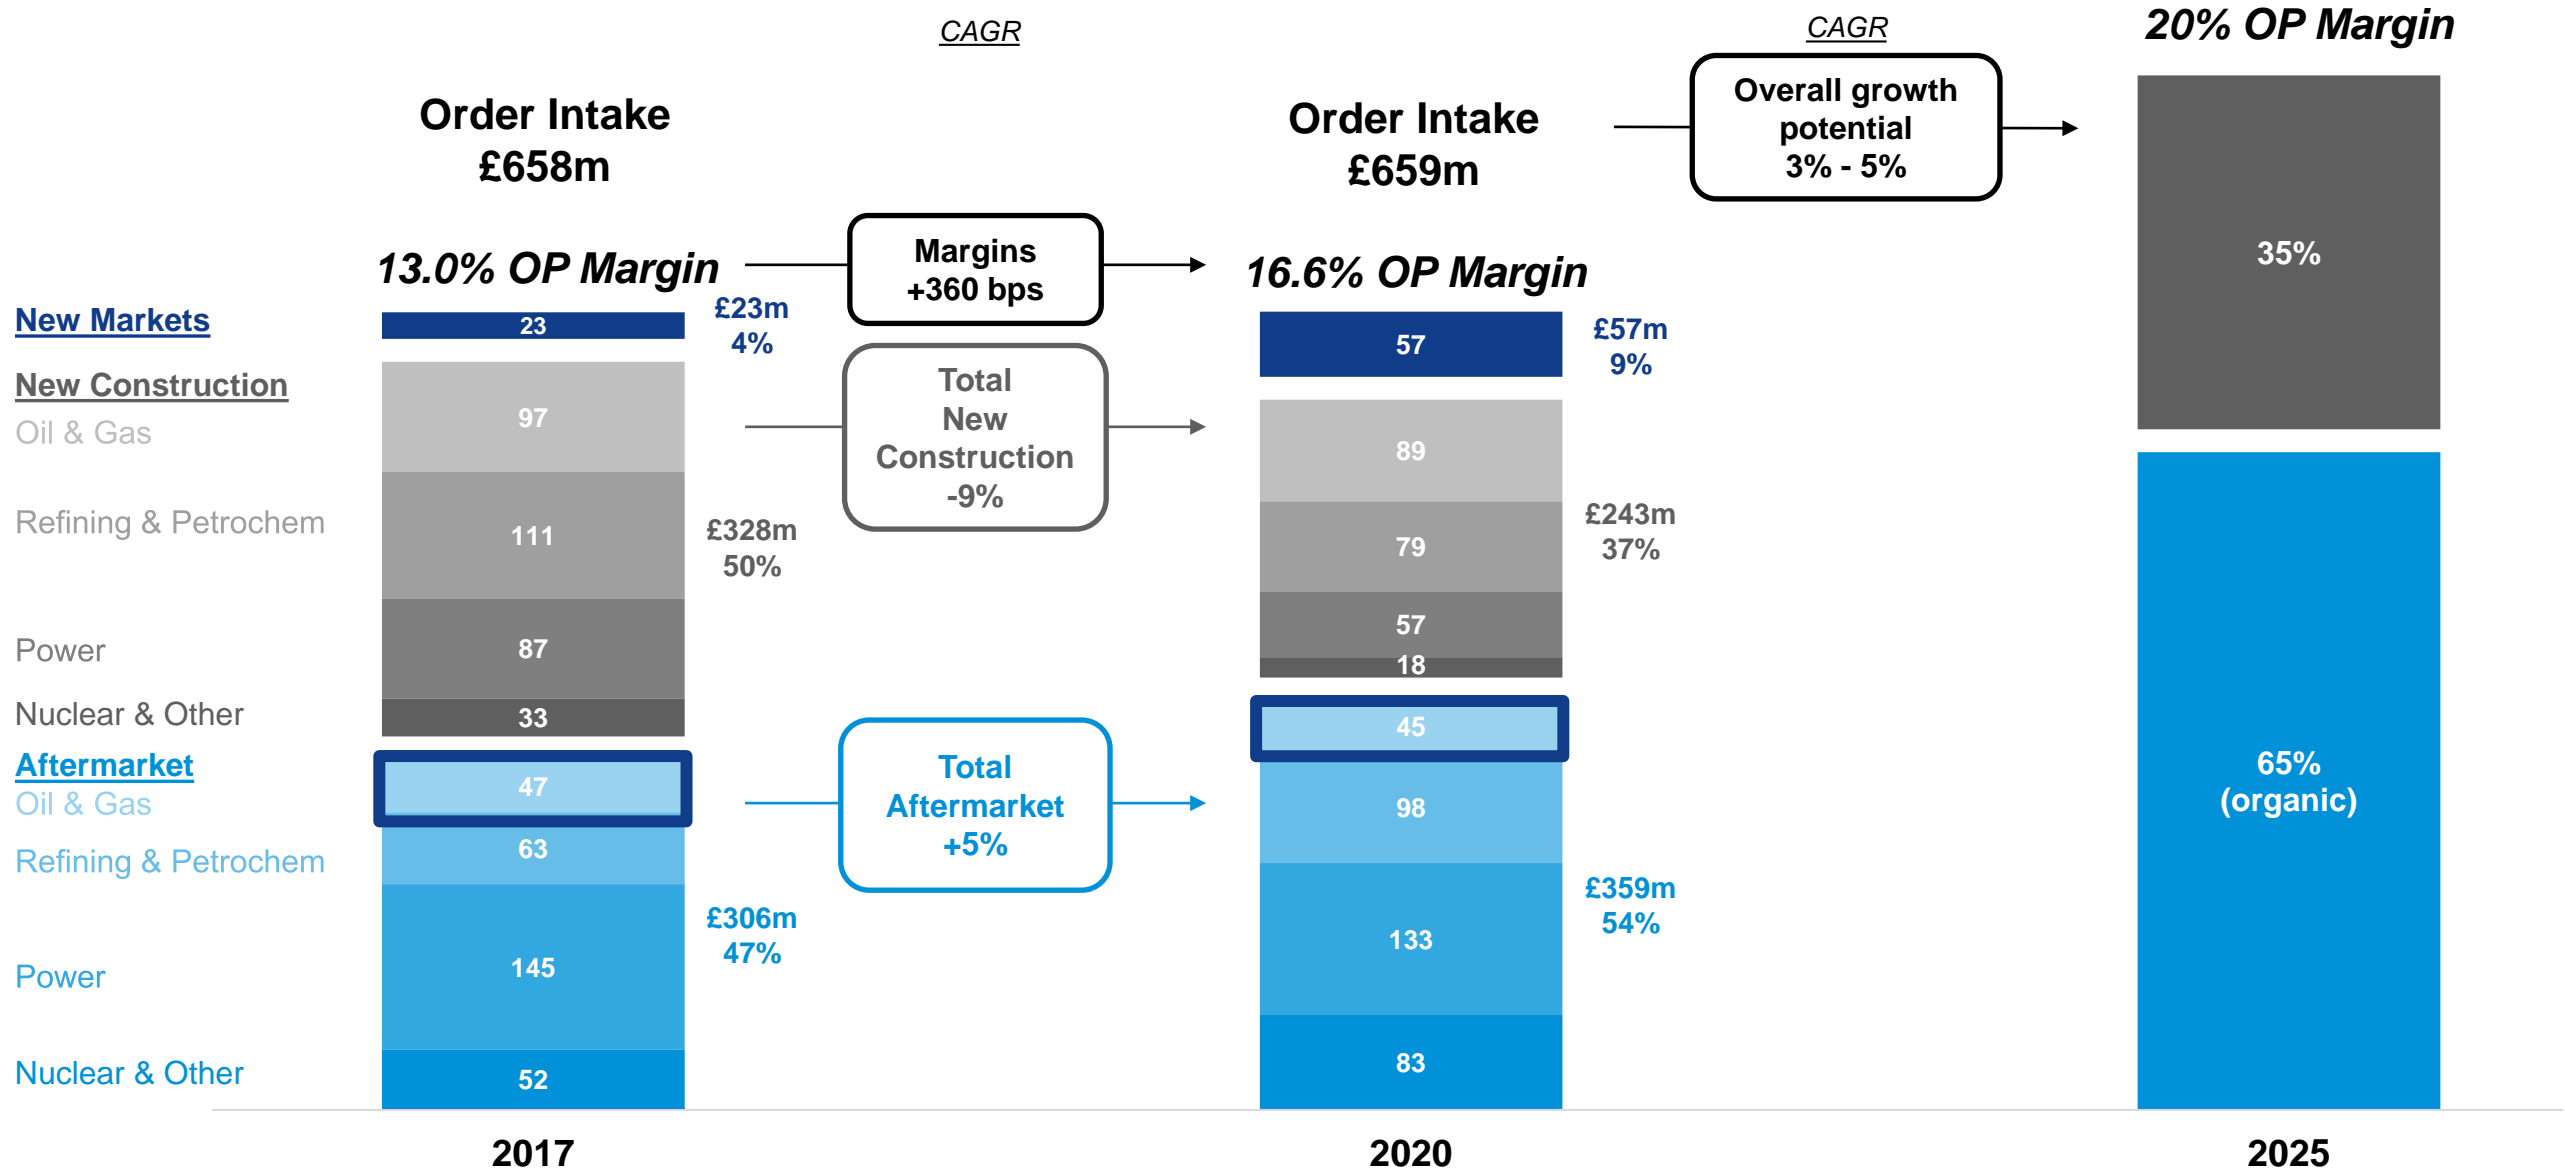 CAGR
CAGR
20% OP Margin
Order Intake
£658m
Order Intake
£659m
Overall growth
potential
3% - 5%
13.0% OP Margin
Margins
+360 bps
16.6% OP Margin
New Markets
23
£23m
4%
57
£57m
9%
35%
New Construction
Oil & Gas
97
Total
New
Construction
-9%
89
Refining & Petrochem
111
£328m
50%
79
£243m
37%
Power
87
57
Nuclear & Other
33
18
Aftermarket
Oil & Gas
47
Total
Aftermarket
+5%
45
65%
(organic)
Refining & Petrochem
63
98
£306m
47%
£359m
54%
Power
145
133
Nuclear & Other
52
83
2017
2020
2025